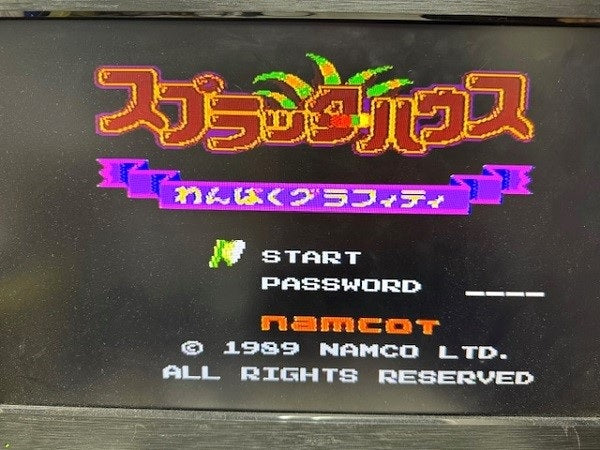 スプラッターハウス
わんぱくグラフィティ
START
PASSWORD ____
namcot
© 1989 NAMCO LTD.
ALL RIGHTS RESERVED